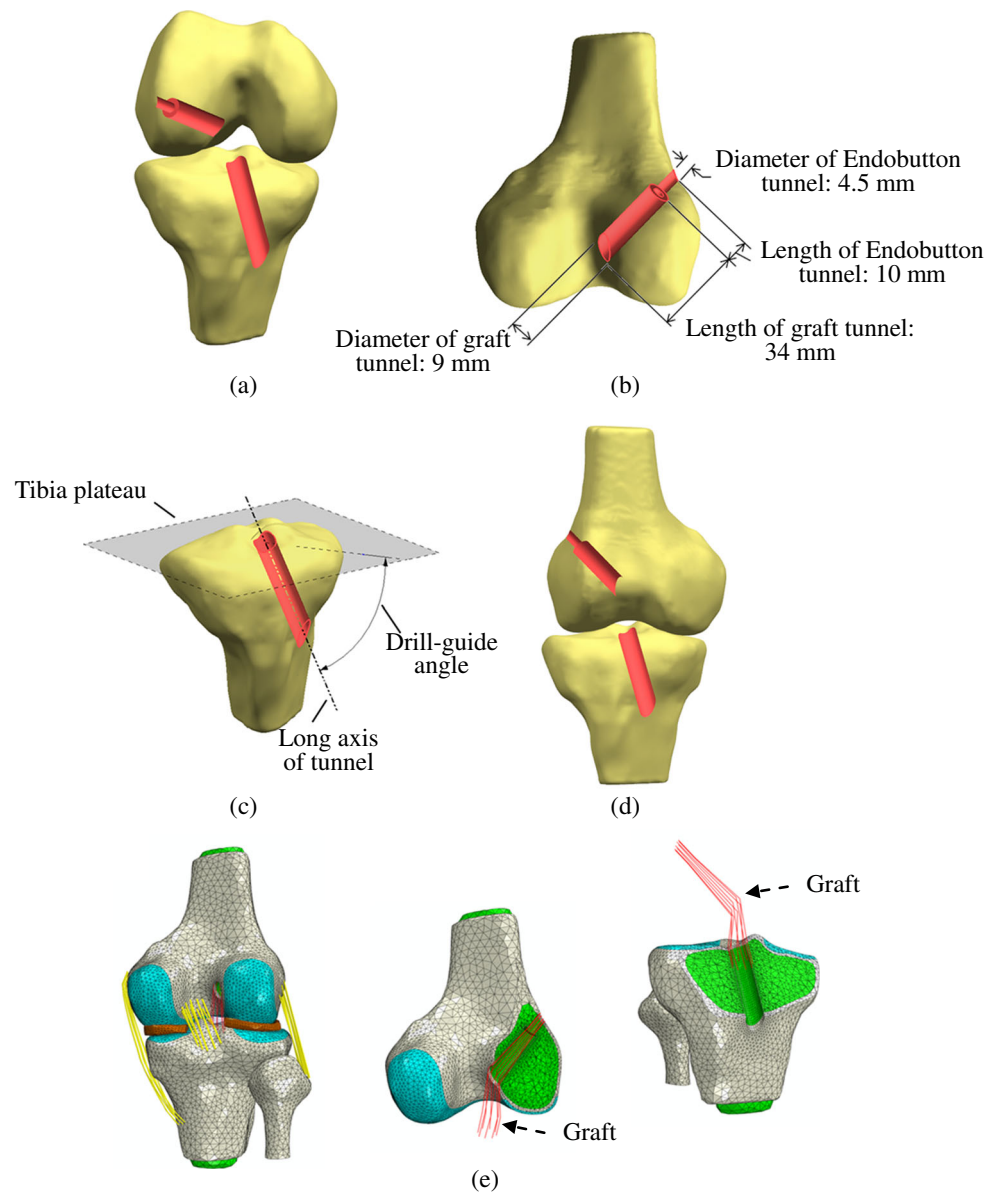 Diameter of Endobutton
tunnel: 4.5 mm
Length of Endobutton
tunnel: 10 mm
Length of graft tunnel:
34 mm
Diameter of graft
tunnel: 9 mm
(a)
(b)
Tibia plateau
Drill-guide
angle
Long axis
of tunnel
(c)
(d)
Graft
Graft
(e)